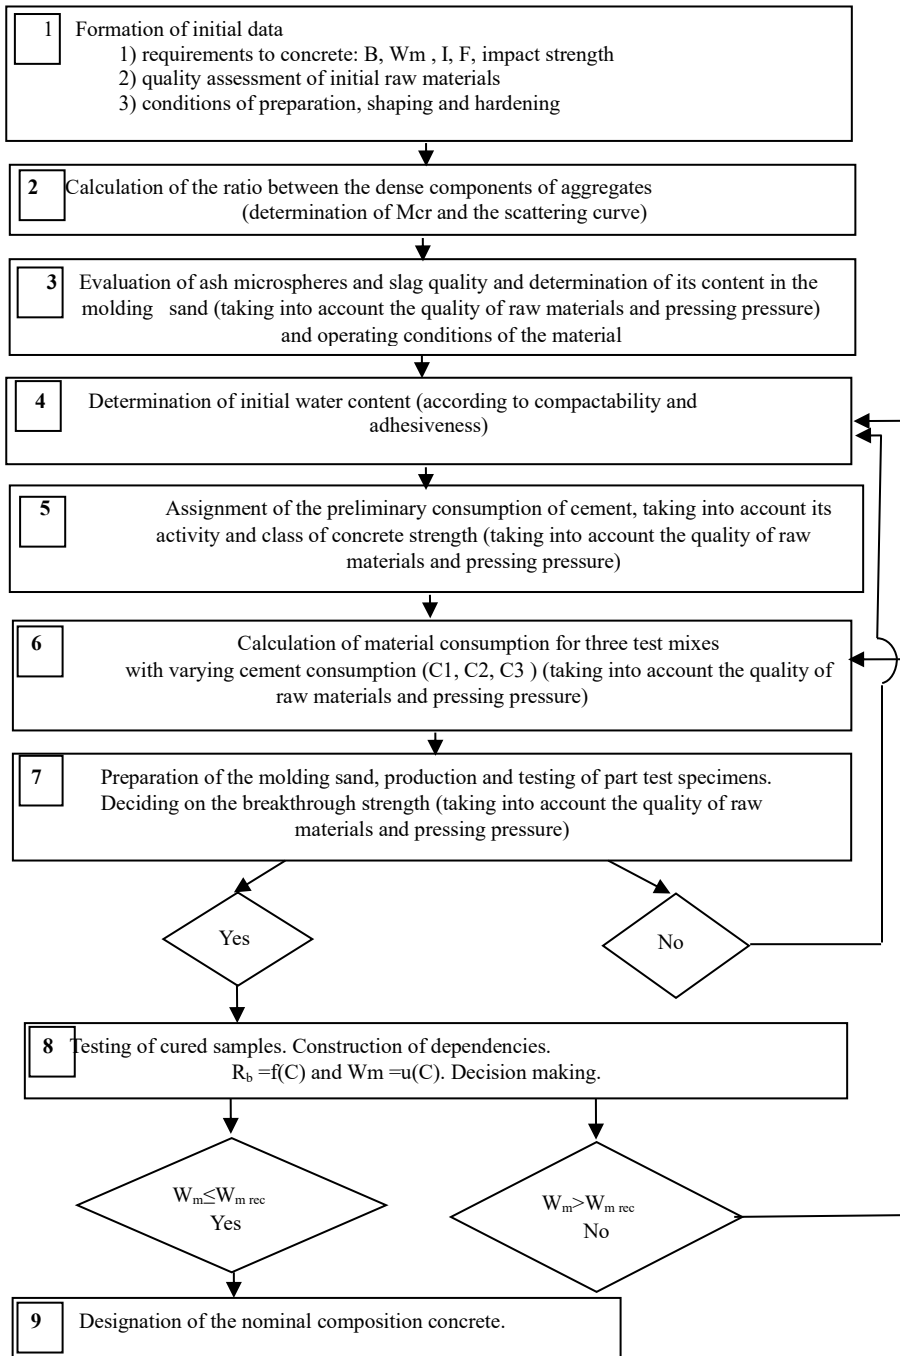 1 Formation of initial data
1) requirements to concrete: B, Wm , I, F, impact strength
2) quality assessment of initial raw materials
3) conditions of preparation, shaping and hardening
2 Calculation of the ratio between the dense components of aggregates
(determination of Mcr and the scattering curve)
3 Evaluation of ash microspheres and slag quality and determination of its content in the
molding sand (taking into account the quality of raw materials and pressing pressure)
and operating conditions of the material
4 Determination of initial water content (according to compactability and
adhesiveness)
5 Assignment of the preliminary consumption of cement, taking into account its
activity and class of concrete strength (taking into account the quality of raw
materials and pressing pressure)
6 Calculation of material consumption for three test mixes
with varying cement consumption (C1, C2, C3 ) (taking into account the quality of
raw materials and pressing pressure)
7 Preparation of the molding sand, production and testing of part test specimens.
Deciding on the breakthrough strength (taking into account the quality of raw
materials and pressing pressure)
Yes
No
8 Testing of cured samples. Construction of dependencies.
Rb =f(C) and Wm =u(C). Decision making.
Wm≤Wm rec
Yes
Wm>Wm rec
No
9 Designation of the nominal composition concrete.